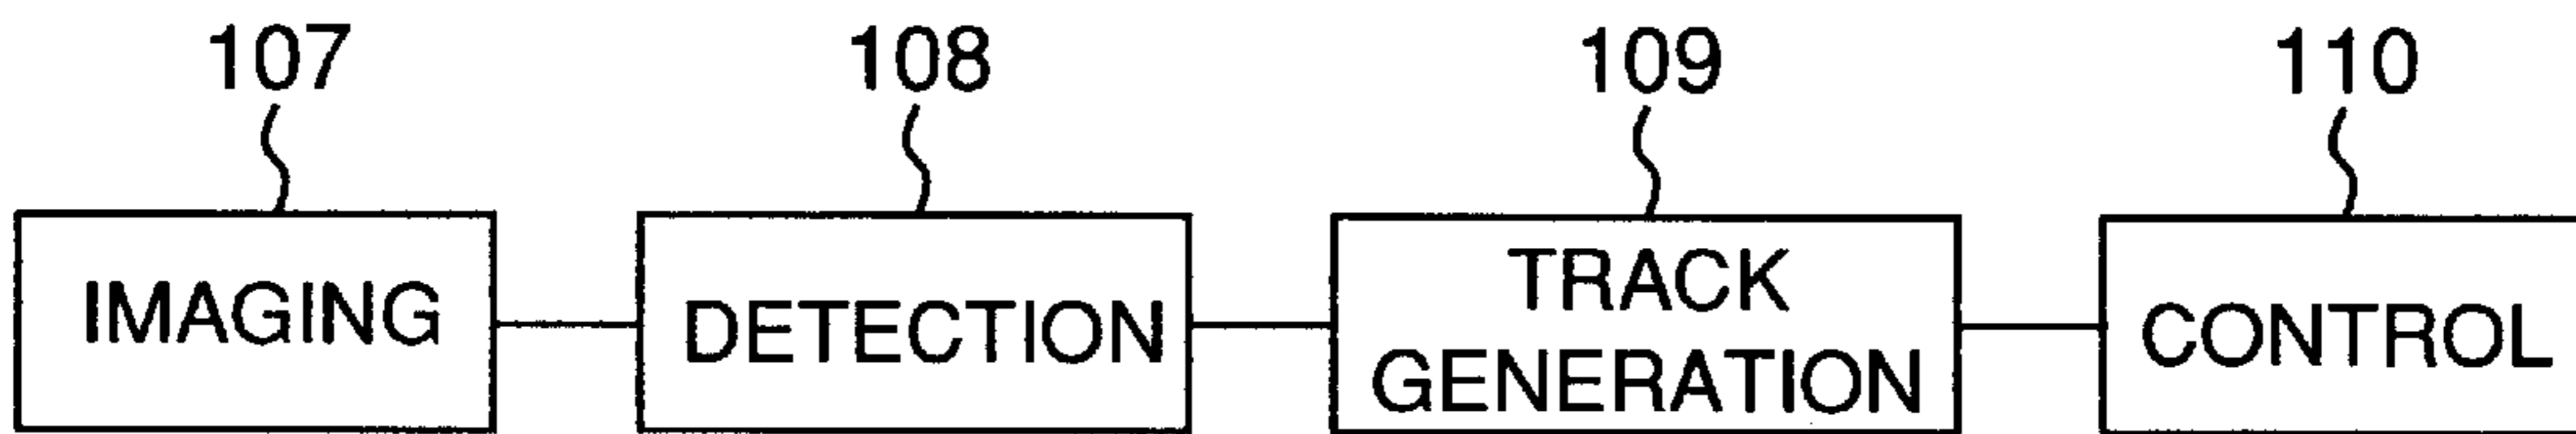 107 108 109 110
IMAGING
DETECTION
TRACK
GENERATION
CONTROL